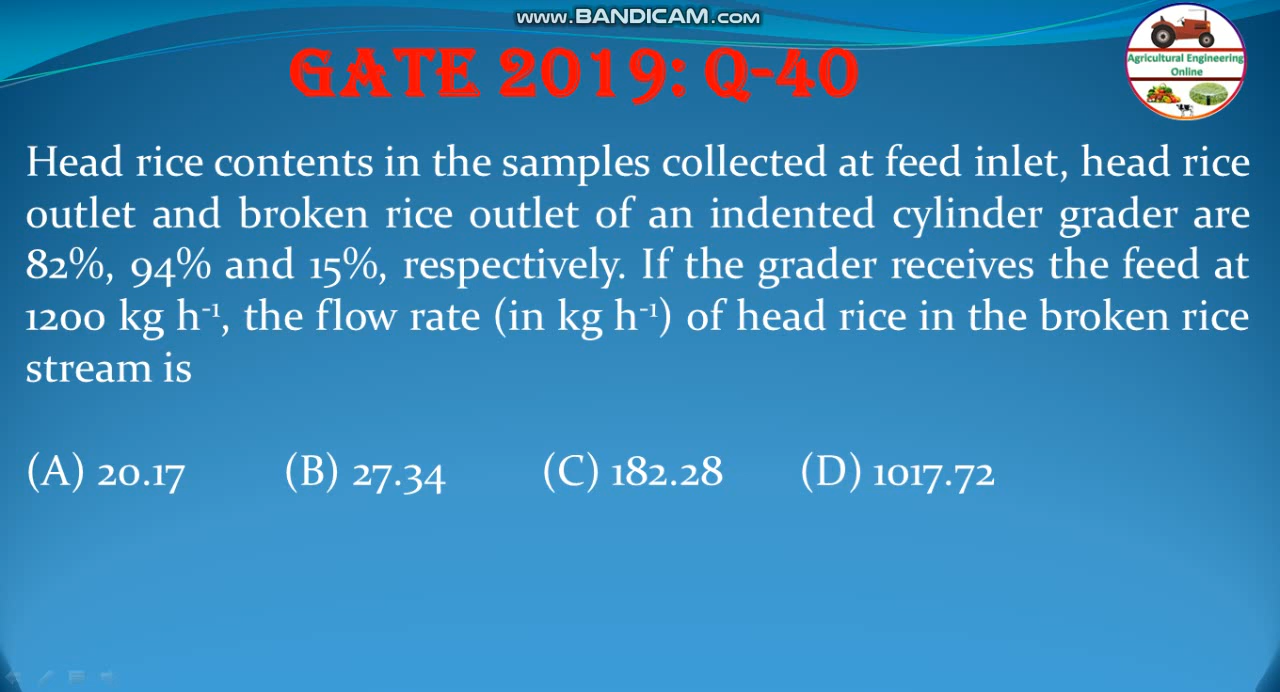 www.BANDICAM.com
GATE 2019: Q-40
Agricultural Engineering
Online
Head rice contents in the samples collected at feed inlet, head rice
outlet and broken rice outlet of an indented cylinder grader are
82%, 94% and 15%, respectively. If the grader receives the feed at
1200 kg h⁻¹, the flow rate (in kg h⁻¹) of head rice in the broken rice
stream is
(A) 20.17 (B) 27.34 (C) 182.28 (D) 1017.72